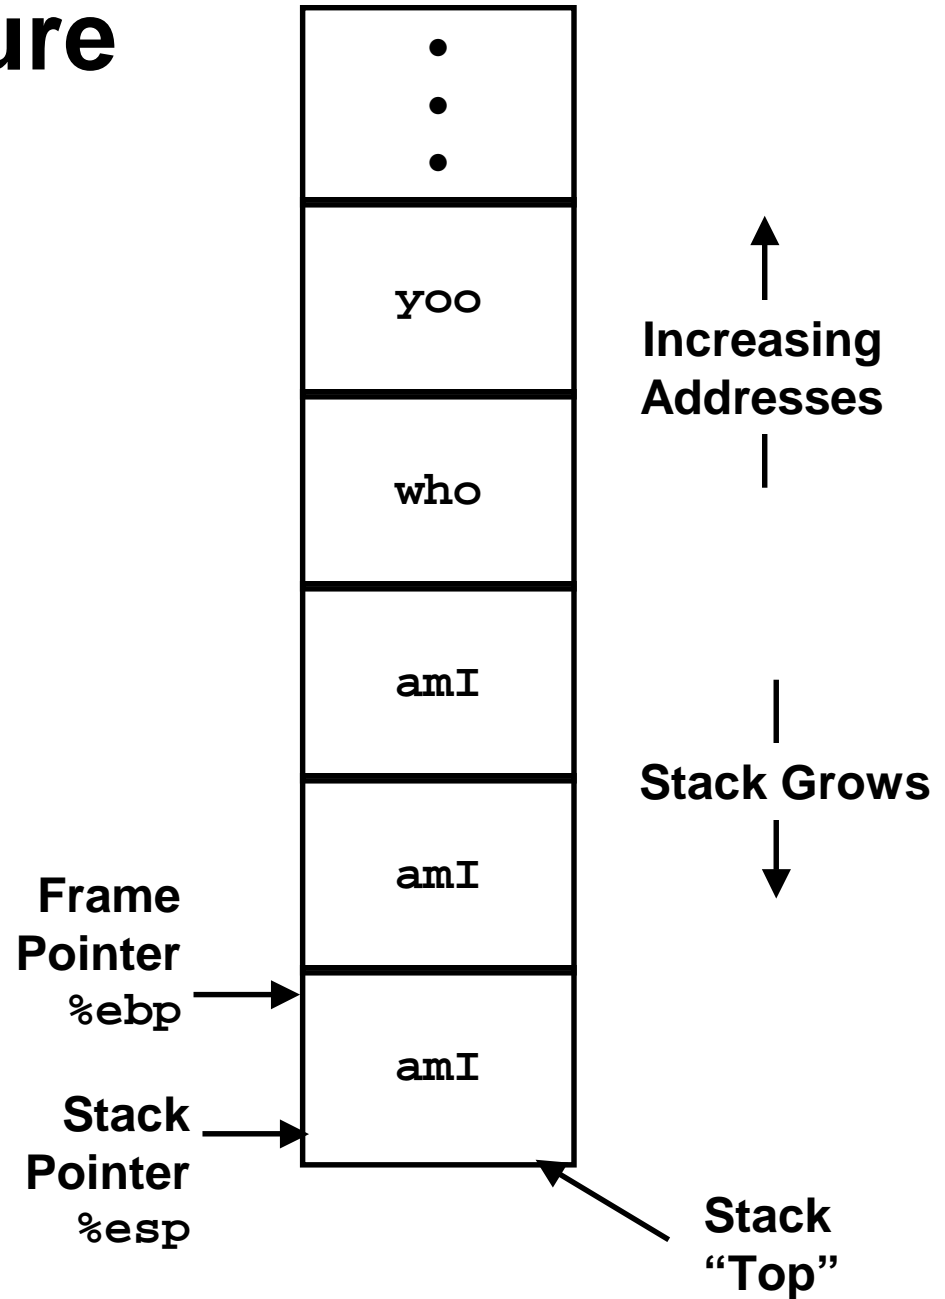 ure
yoo
Increasing
Addresses
who
amI
Stack Grows
amI
Frame
Pointer
%ebp
amI
Stack
Pointer
%esp
Stack
“Top”